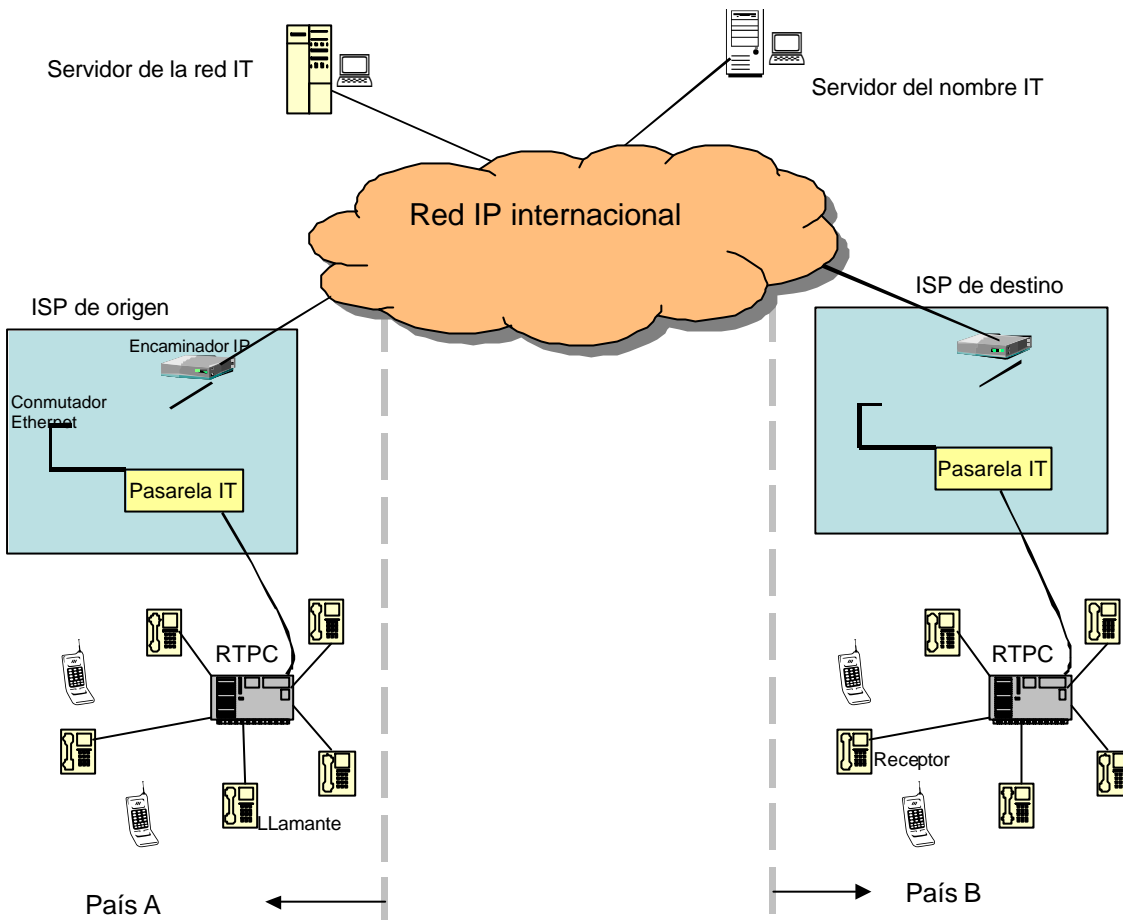 Servidor de la red IT
Servidor del nombre IT
Red IP internacional
ISP de origen
ISP de destino
Encaminador IP
Conmutador
Ethernet
Pasarela IT
Pasarela IT
RTPC
RTPC
Receptor
LLamante
País A
País B